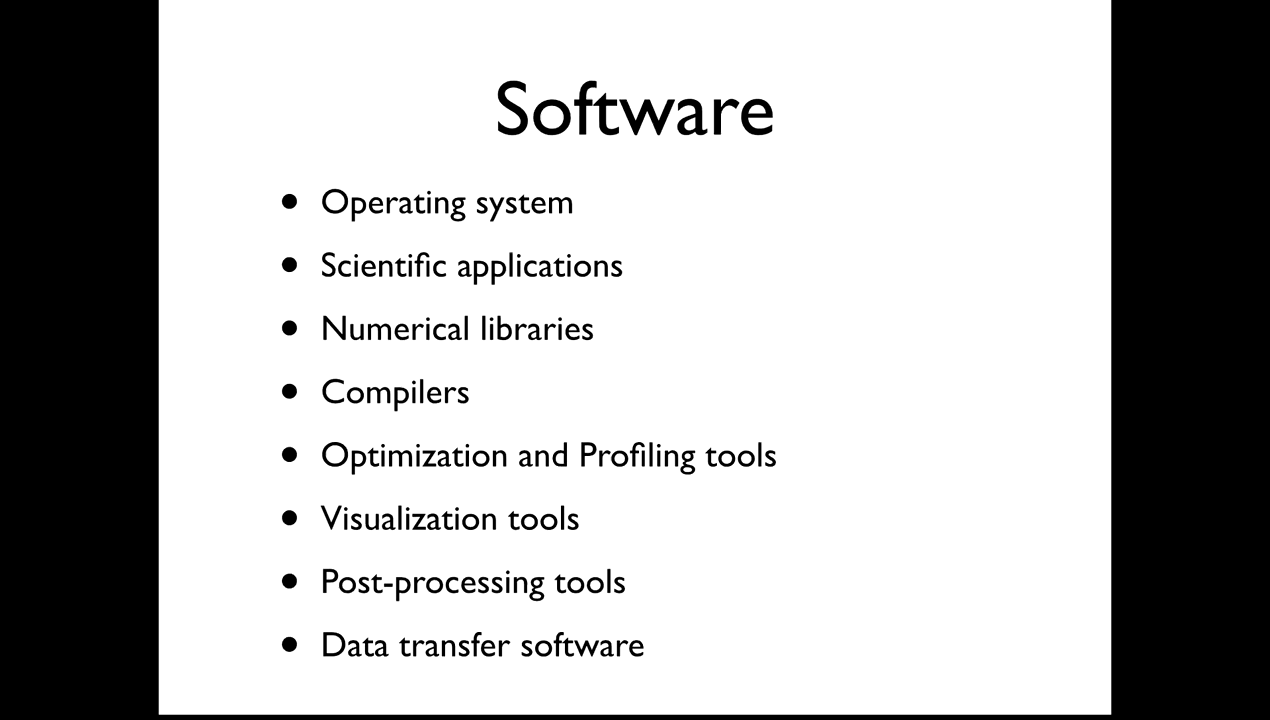 Software
• Operating system
• Scientific applications
• Numerical libraries
• Compilers
• Optimization and Profiling tools
• Visualization tools
• Post-processing tools
• Data transfer software